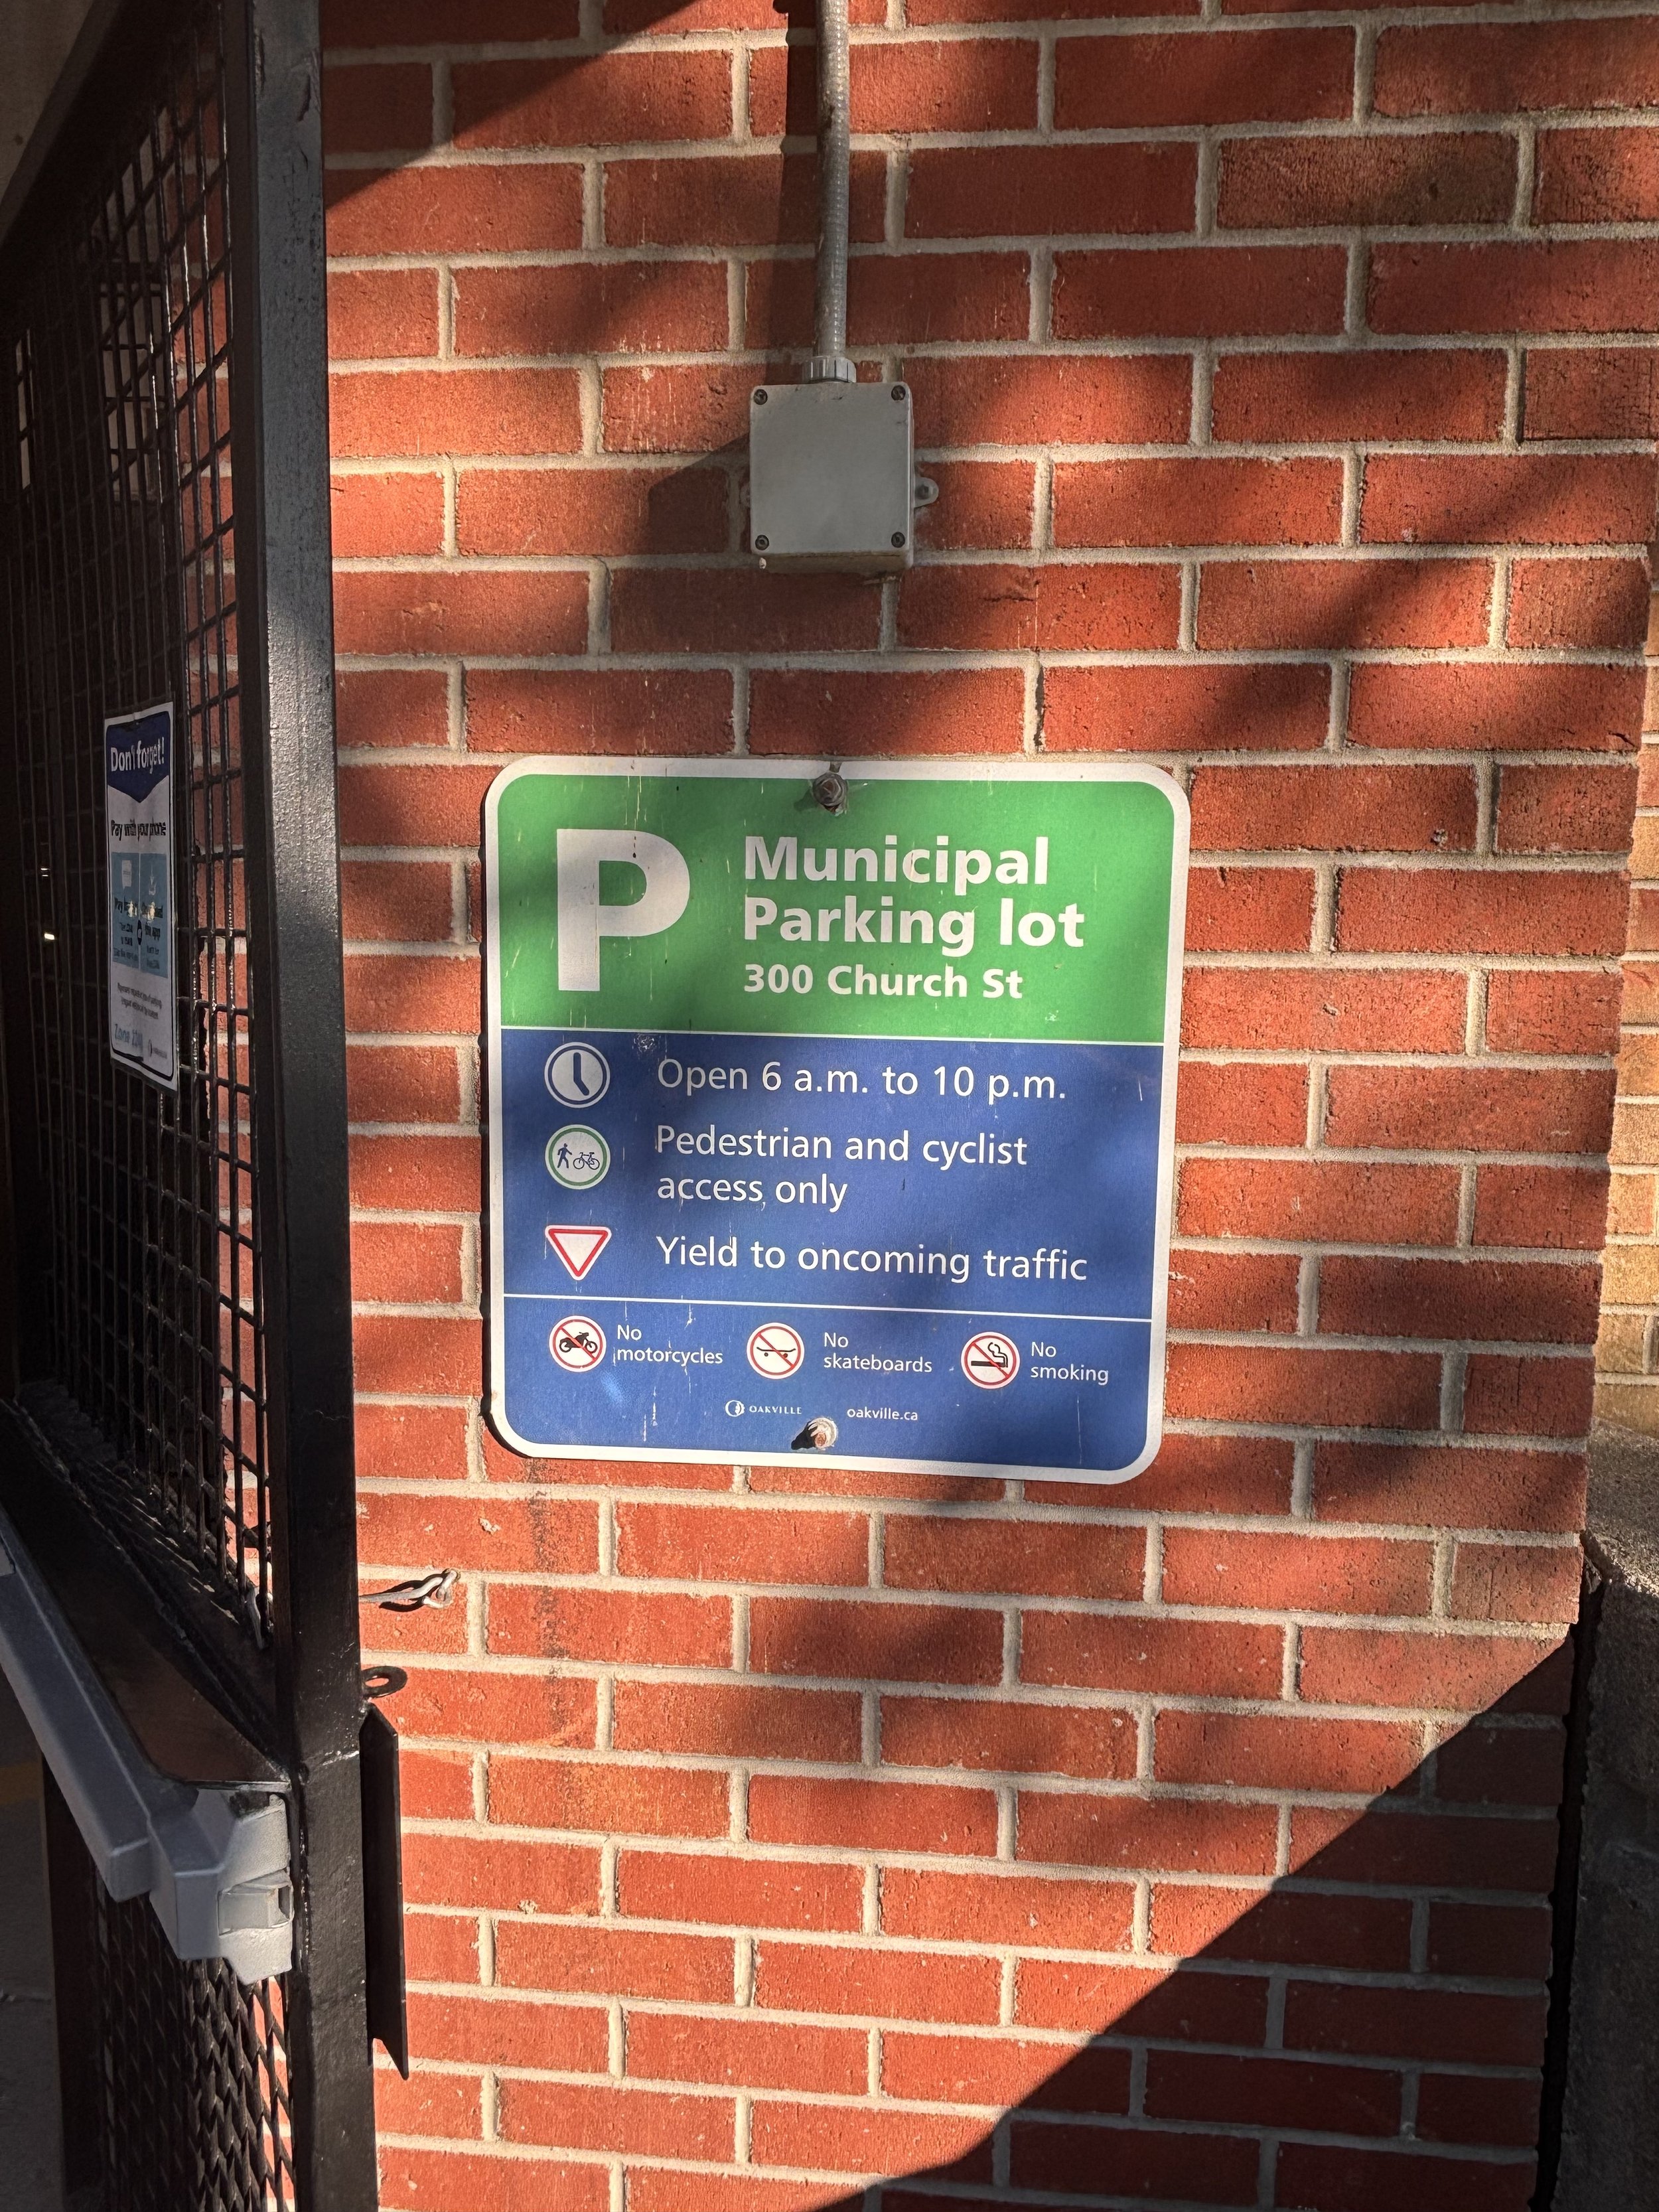 Don't forget!
Pay with your phone
P
Municipal
Parking lot
300 Church St
Open 6 a.m. to 10 p.m.
Pedestrian and cyclist
access only
Yield to oncoming traffic
No
motorcycles
No
skateboards
No
smoking
OAKVILLE
oakville.ca